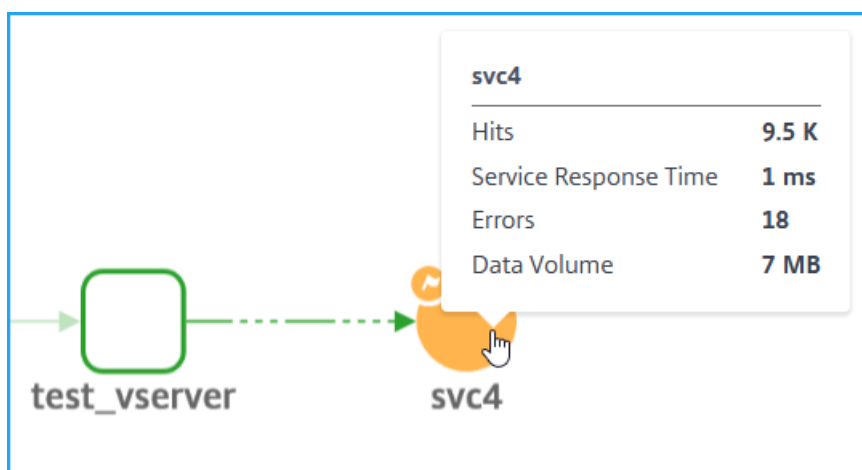 svc4
Hits 9.5 K
Service Response Time 1 ms
Errors 18
Data Volume 7 MB
test_vserver svc4